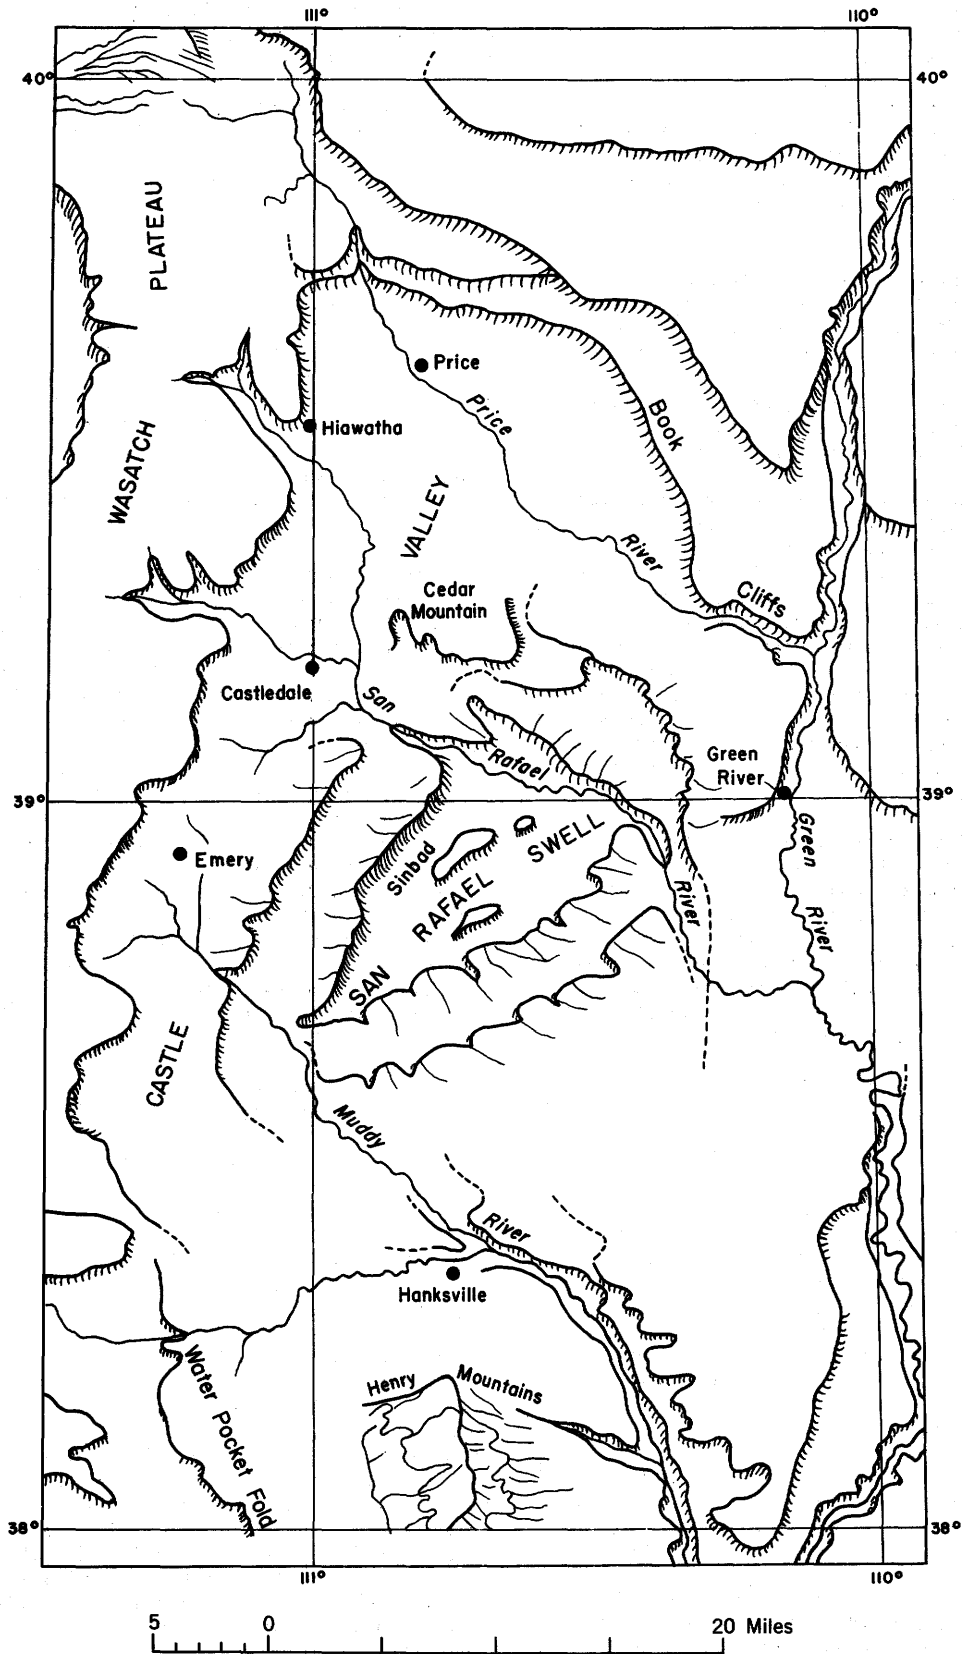 111° 110°
40° 40°
PLATEAU
Price
Price
Book
Hiawatha
WASATCH
VALLEY
River
Cedar
Mountain
Cliffs
Castledale
San
Rafael
Green
River
39° 39°
Green
Emery
Sinbad
SWELL
RAFAEL
River
River
SAN
CASTLE
Muddy
River
Hanksville
Water Pocket Fold
Henry Mountains
38° 38°
111° 110°
5 0 20 Miles